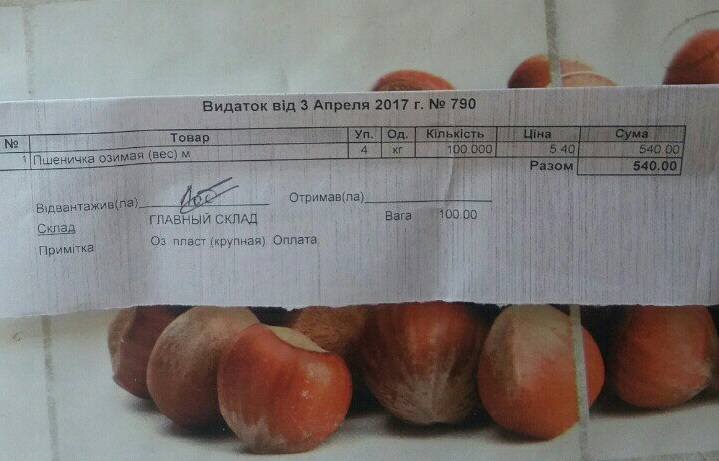 Видаток від 3 Апреля 2017 г. № 790
№ Товар Уп. Од. Кількість Ціна Сума
1 Пшеничка озимая (вес) м 4 кг 100.000 5.40 540.00
Разом 540.00
Відвантажив(ла) Отримав(ла)
Склад ГЛАВНЫЙ СКЛАД Вага 100.00
Примітка Оз пласт (крупная) Оплата